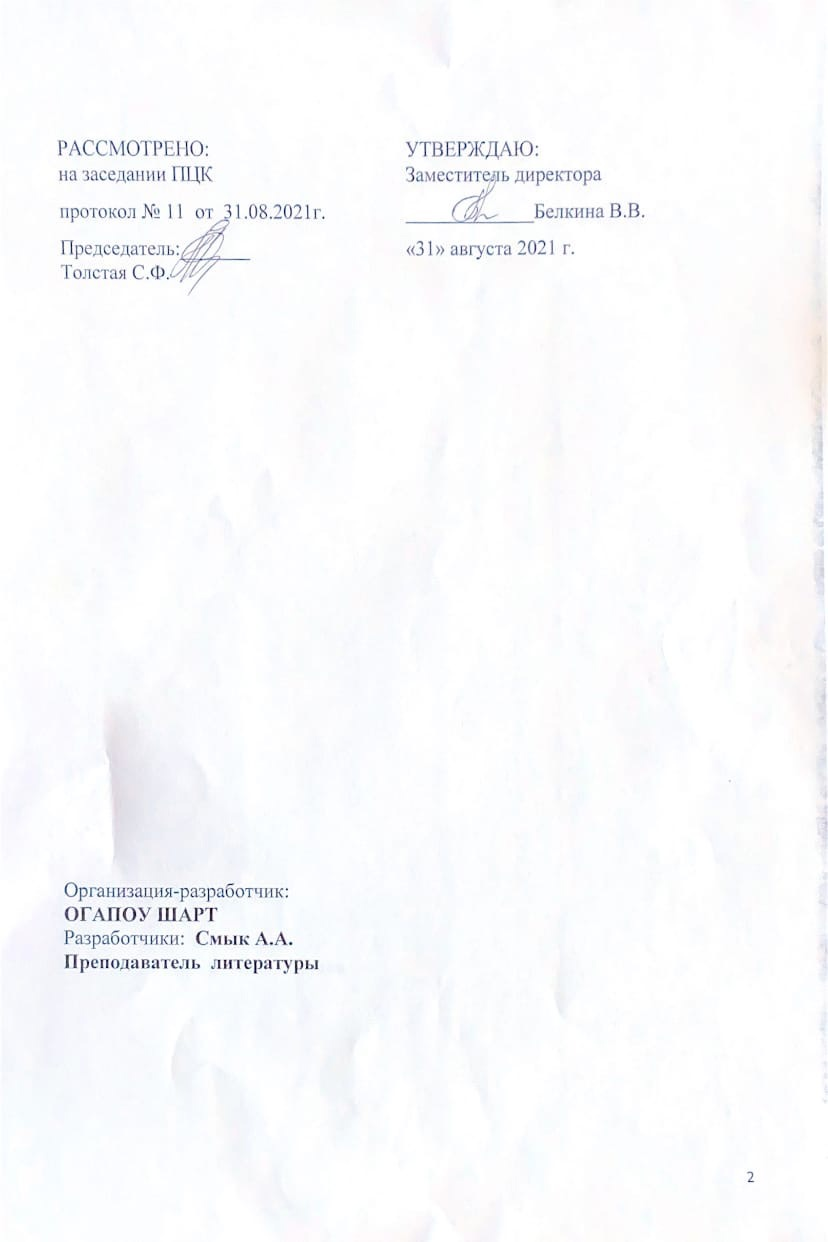 РАССМОТРЕНО:
на заседании ПЦК
протокол № 11 от 31.08.2021г.
Председатель:
Толстая С.Ф.
УТВЕРЖДАЮ:
Заместитель директора
Белкина В.В.
«31» августа 2021 г.
Организация-разработчик:
ОГАПОУ ШАРТ
Разработчики: Смык А.А.
Преподаватель литературы
2